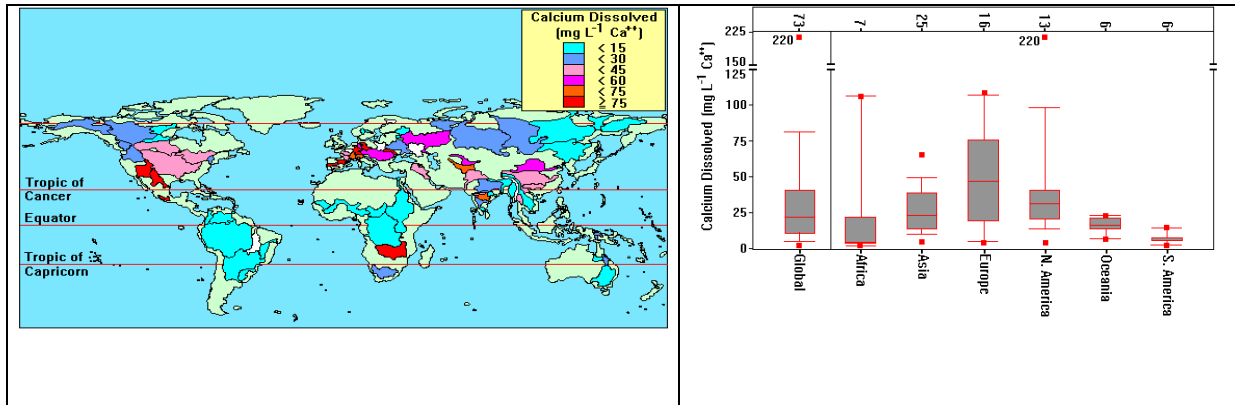 Calcium Dissolved
(mg L⁻¹ Ca⁺⁺)
< 15
< 30
< 45
< 60
< 75
≥ 75
Tropic of
Cancer
Equator
Tropic of
Capricorn
73
7
25
16
13
6
6
225
220
220
150
125
100
75
50
25
0
Calcium Dissolved (mg L⁻¹ Ca⁺⁺)
Global
Africa
Asia
Europe
N. America
Oceania
S. America